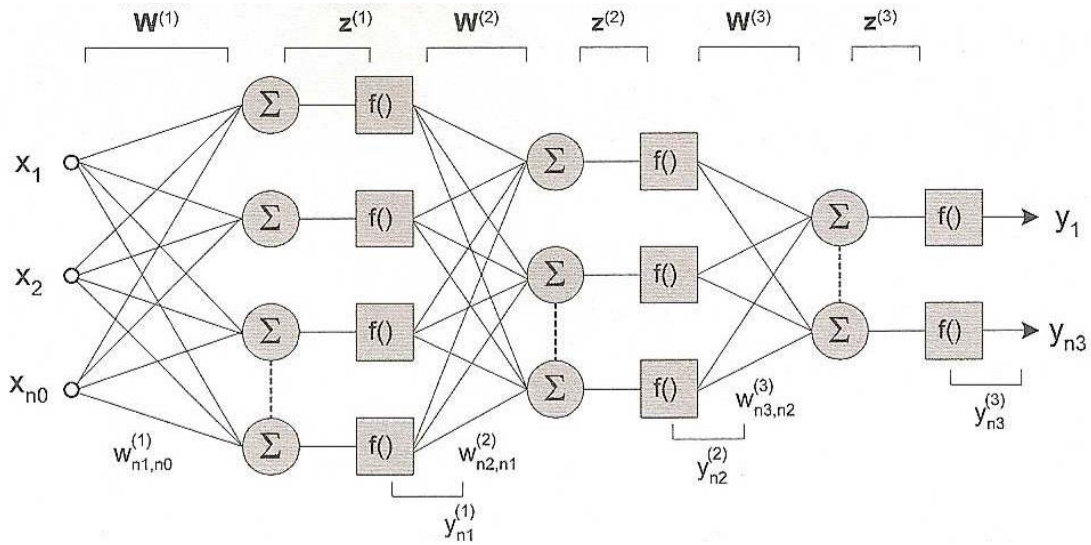 W(1) z(1) W(2) z(2) W(3) z(3)
Σ f()
x1 Σ f()
Σ f() Σ f() y1
x2 Σ f()
Σ f() Σ f() yn3
xn0 Σ f() w(3)n3,n2 y(3)n3
w(1)n1,n0 Σ f() w(2)n2,n1 y(2)n2
y(1)n1